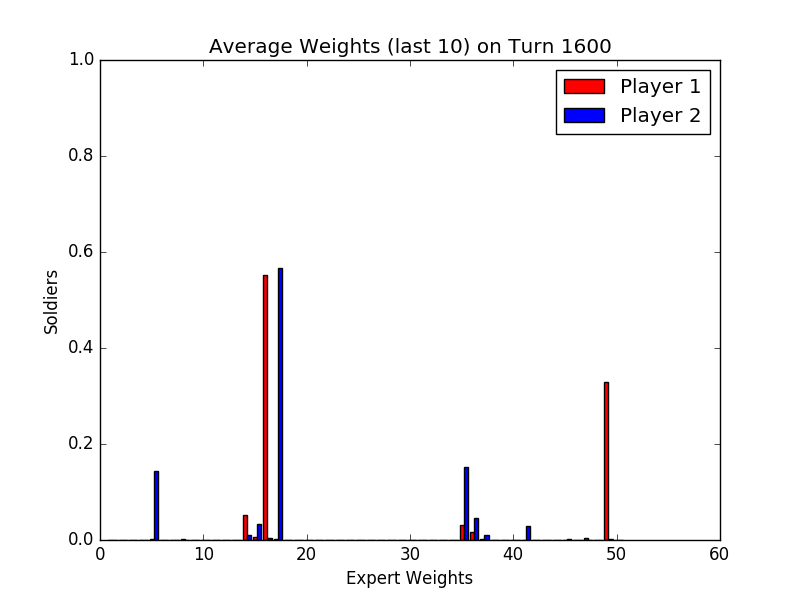 Average Weights (last 10) on Turn 1600
1.0
Player 1
Player 2
0.8
0.6
Soldiers
0.4
0.2
0.0
0 10 20 30 40 50 60
Expert Weights